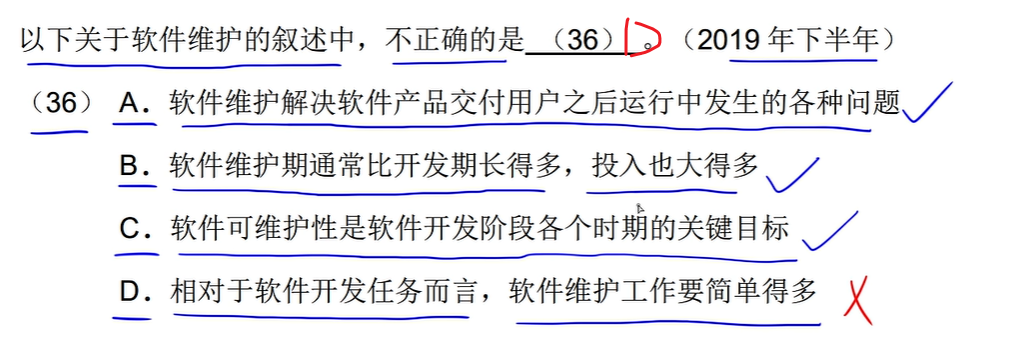 以下关于软件维护的叙述中，不正确的是 （36）D 。（2019 年下半年）
（36） A．软件维护解决软件产品交付用户之后运行中发生的各种问题
B．软件维护期通常比开发期长得多，投入也大得多
C．软件可维护性是软件开发阶段各个时期的关键目标
D．相对于软件开发任务而言，软件维护工作要简单得多